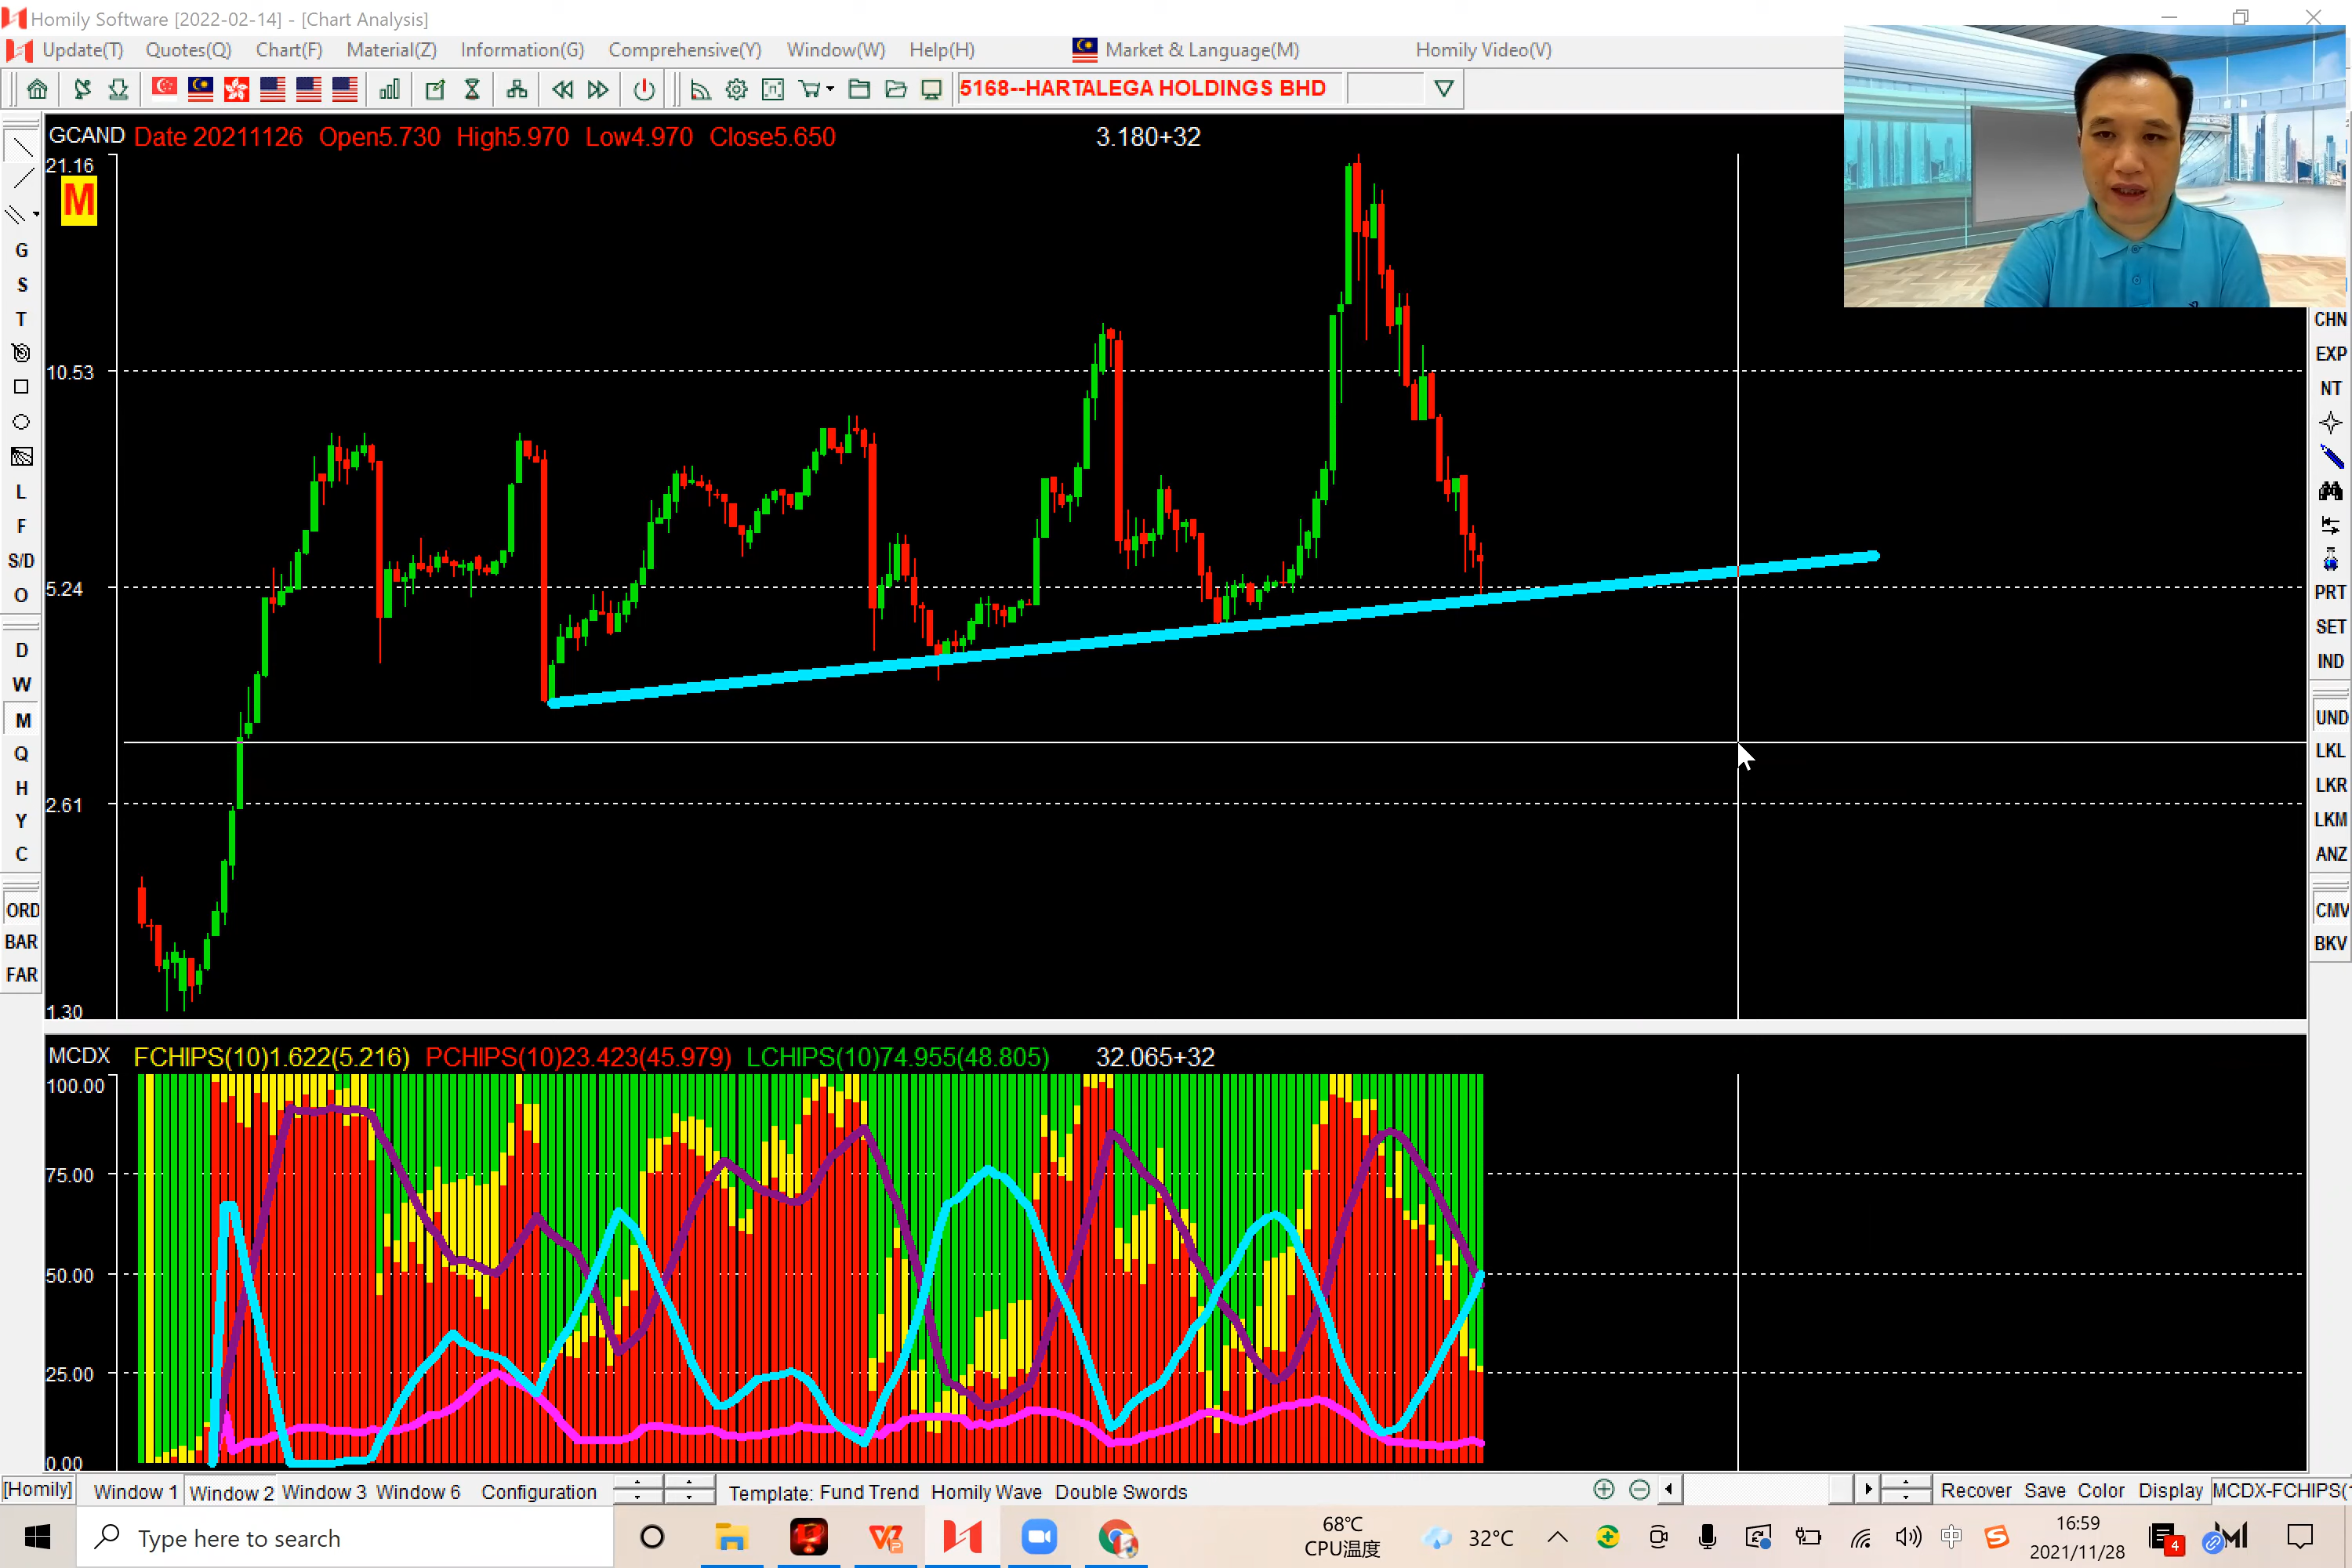 Homily Software [2022-02-14] - [Chart Analysis]
Update(T) Quotes(Q) Chart(F) Material(Z) Information(G) Comprehensive(Y) Window(W) Help(H) Market & Language(M) Homily Video(V)
5168--HARTALEGA HOLDINGS BHD
GCAND Date 20211126 Open5.730 High5.970 Low4.970 Close5.650 3.180+32
21.16
M
10.53
5.24
2.61
1.30
G
S
T
L
F
S/D
O
D
W
M
Q
H
Y
C
ORD
BAR
FAR
CHN
EXP
NT
PRT
SET
IND
UND
LKL
LKR
LKM
ANZ
CMV
BKV
MCDX FCHIPS(10)1.622(5.216) PCHIPS(10)23.423(45.979) LCHIPS(10)74.955(48.805) 32.065+32
100.00
75.00
50.00
25.00
0.00
[Homily] Window 1 Window 2 Window 3 Window 6 Configuration Template: Fund Trend Homily Wave Double Swords Recover Save Color Display MCDX-FCHIPS(
Type here to search
68°C
CPU温度
32°C
中
16:59
2021/11/28
4